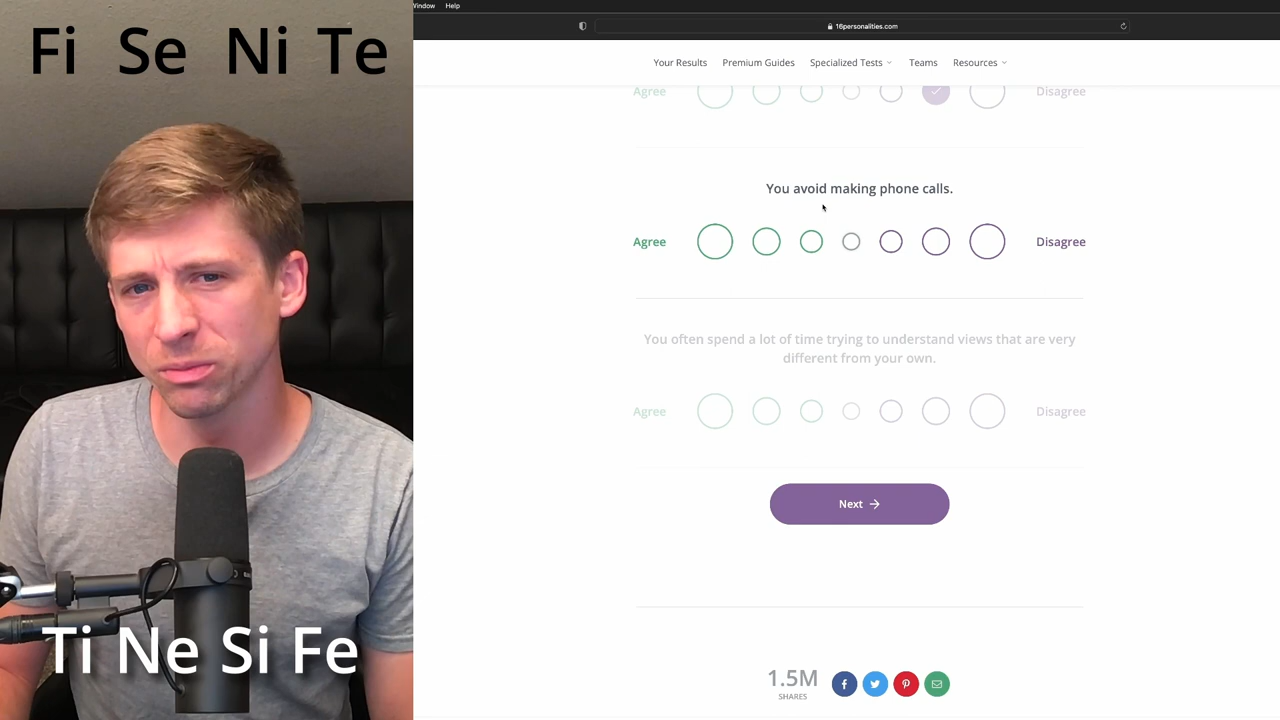 Fi Se Ni Te
Ti Ne Si Fe
Window Help
16personalities.com
Your Results Premium Guides Specialized Tests Teams Resources
Agree Disagree
You avoid making phone calls.
Agree Disagree
You often spend a lot of time trying to understand views that are very
different from your own.
Agree Disagree
Next →
1.5M
SHARES